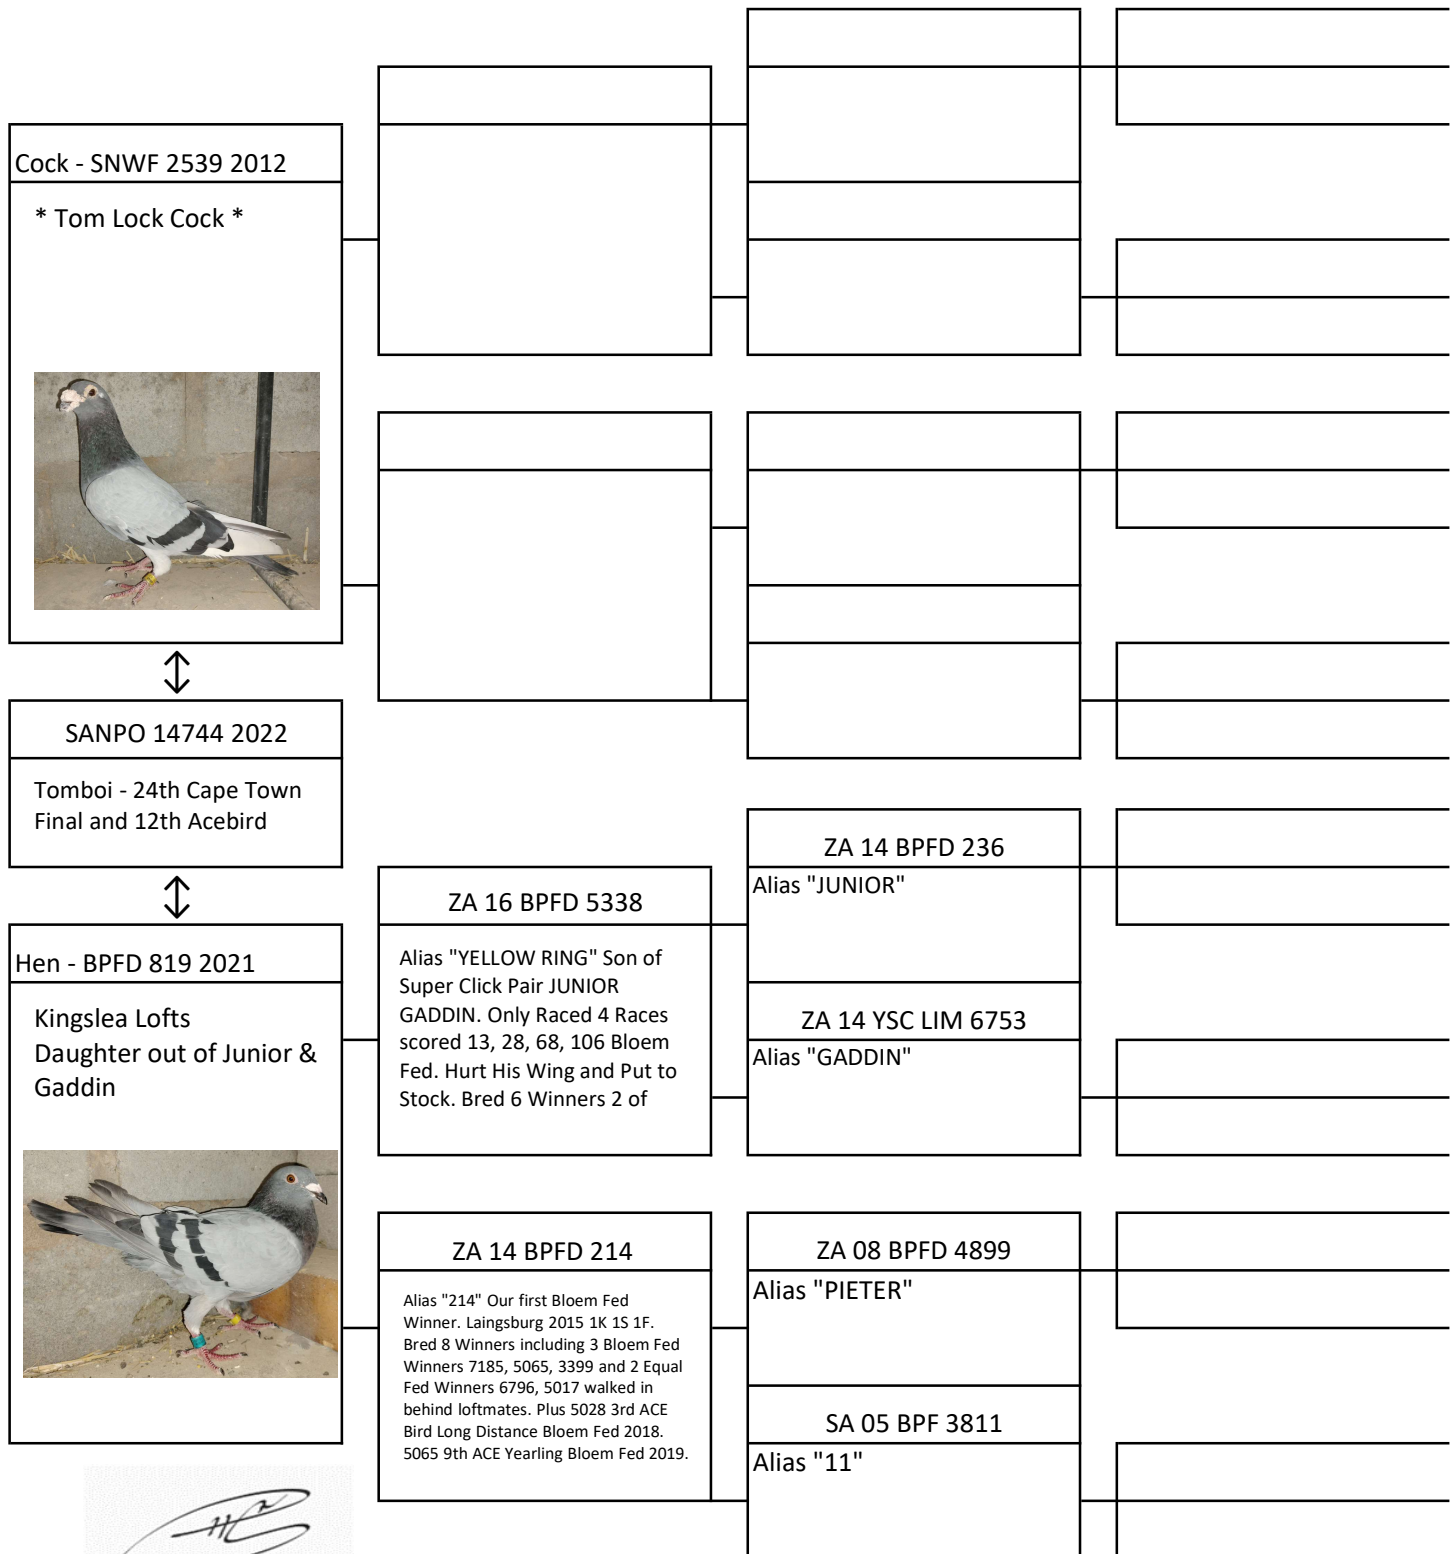 Cock - SNWF 2539 2012
* Tom Lock Cock *
SANPO 14744 2022
Tomboi - 24th Cape Town
Final and 12th Acebird
Hen - BPFD 819 2021
Kingslea Lofts
Daughter out of Junior &
Gaddin
ZA 16 BPFD 5338
Alias "YELLOW RING" Son of
Super Click Pair JUNIOR
GADDIN. Only Raced 4 Races
scored 13, 28, 68, 106 Bloem
Fed. Hurt His Wing and Put to
Stock. Bred 6 Winners 2 of
ZA 14 BPFD 214
Alias "214" Our first Bloem Fed
Winner. Laingsburg 2015 1K 1S 1F.
Bred 8 Winners including 3 Bloem Fed
Winners 7185, 5065, 3399 and 2 Equal
Fed Winners 6796, 5017 walked in
behind loftmates. Plus 5028 3rd ACE
Bird Long Distance Bloem Fed 2018.
5065 9th ACE Yearling Bloem Fed 2019.
ZA 14 BPFD 236
Alias "JUNIOR"
ZA 14 YSC LIM 6753
Alias "GADDIN"
ZA 08 BPFD 4899
Alias "PIETER"
SA 05 BPF 3811
Alias "11"